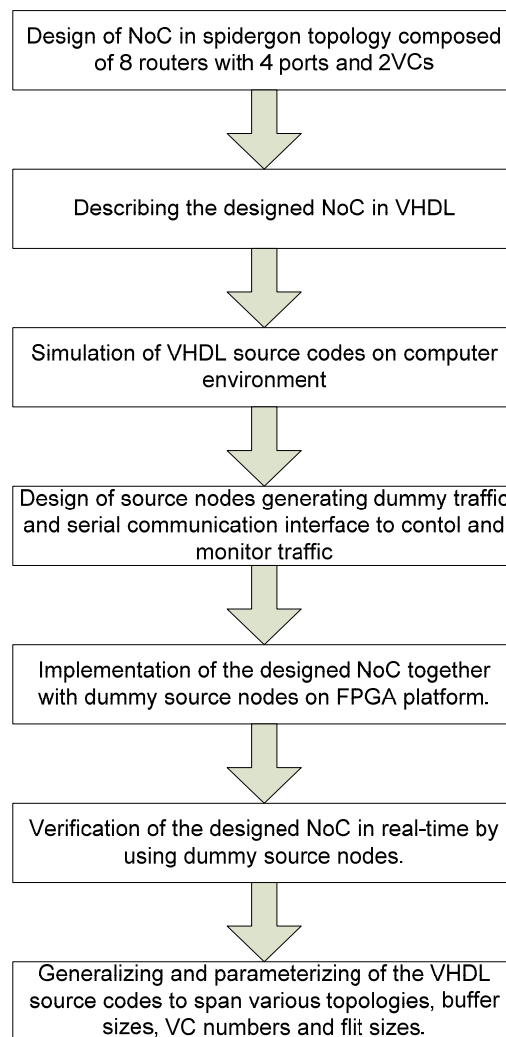 Design of NoC in spidergon topology composed
of 8 routers with 4 ports and 2VCs
Describing the designed NoC in VHDL
Simulation of VHDL source codes on computer
environment
Design of source nodes generating dummy traffic
and serial communication interface to contol and
monitor traffic
Implementation of the designed NoC together
with dummy source nodes on FPGA platform.
Verification of the designed NoC in real-time by
using dummy source nodes.
Generalizing and parameterizing of the VHDL
source codes to span various topologies, buffer
sizes, VC numbers and flit sizes.